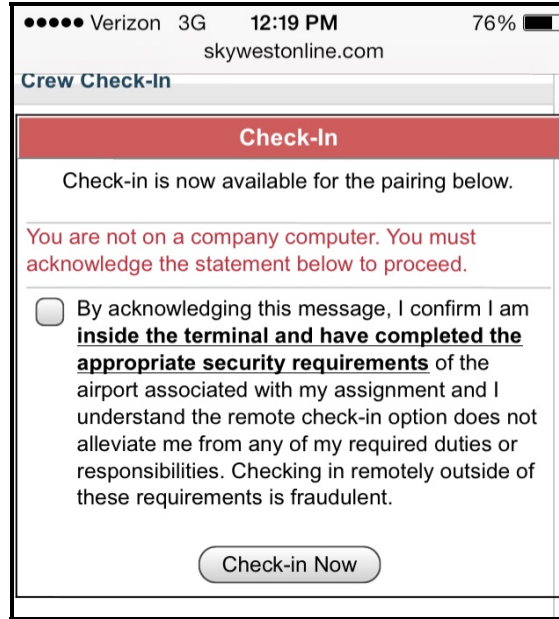 Verizon 3G 12:19 PM 76%
skywestonline.com
Crew Check-In
Check-In
Check-in is now available for the pairing below.
You are not on a company computer. You must
acknowledge the statement below to proceed.
By acknowledging this message, I confirm I am
inside the terminal and have completed the
appropriate security requirements of the
airport associated with my assignment and I
understand the remote check-in option does not
alleviate me from any of my required duties or
responsibilities. Checking in remotely outside of
these requirements is fraudulent.
Check-in Now